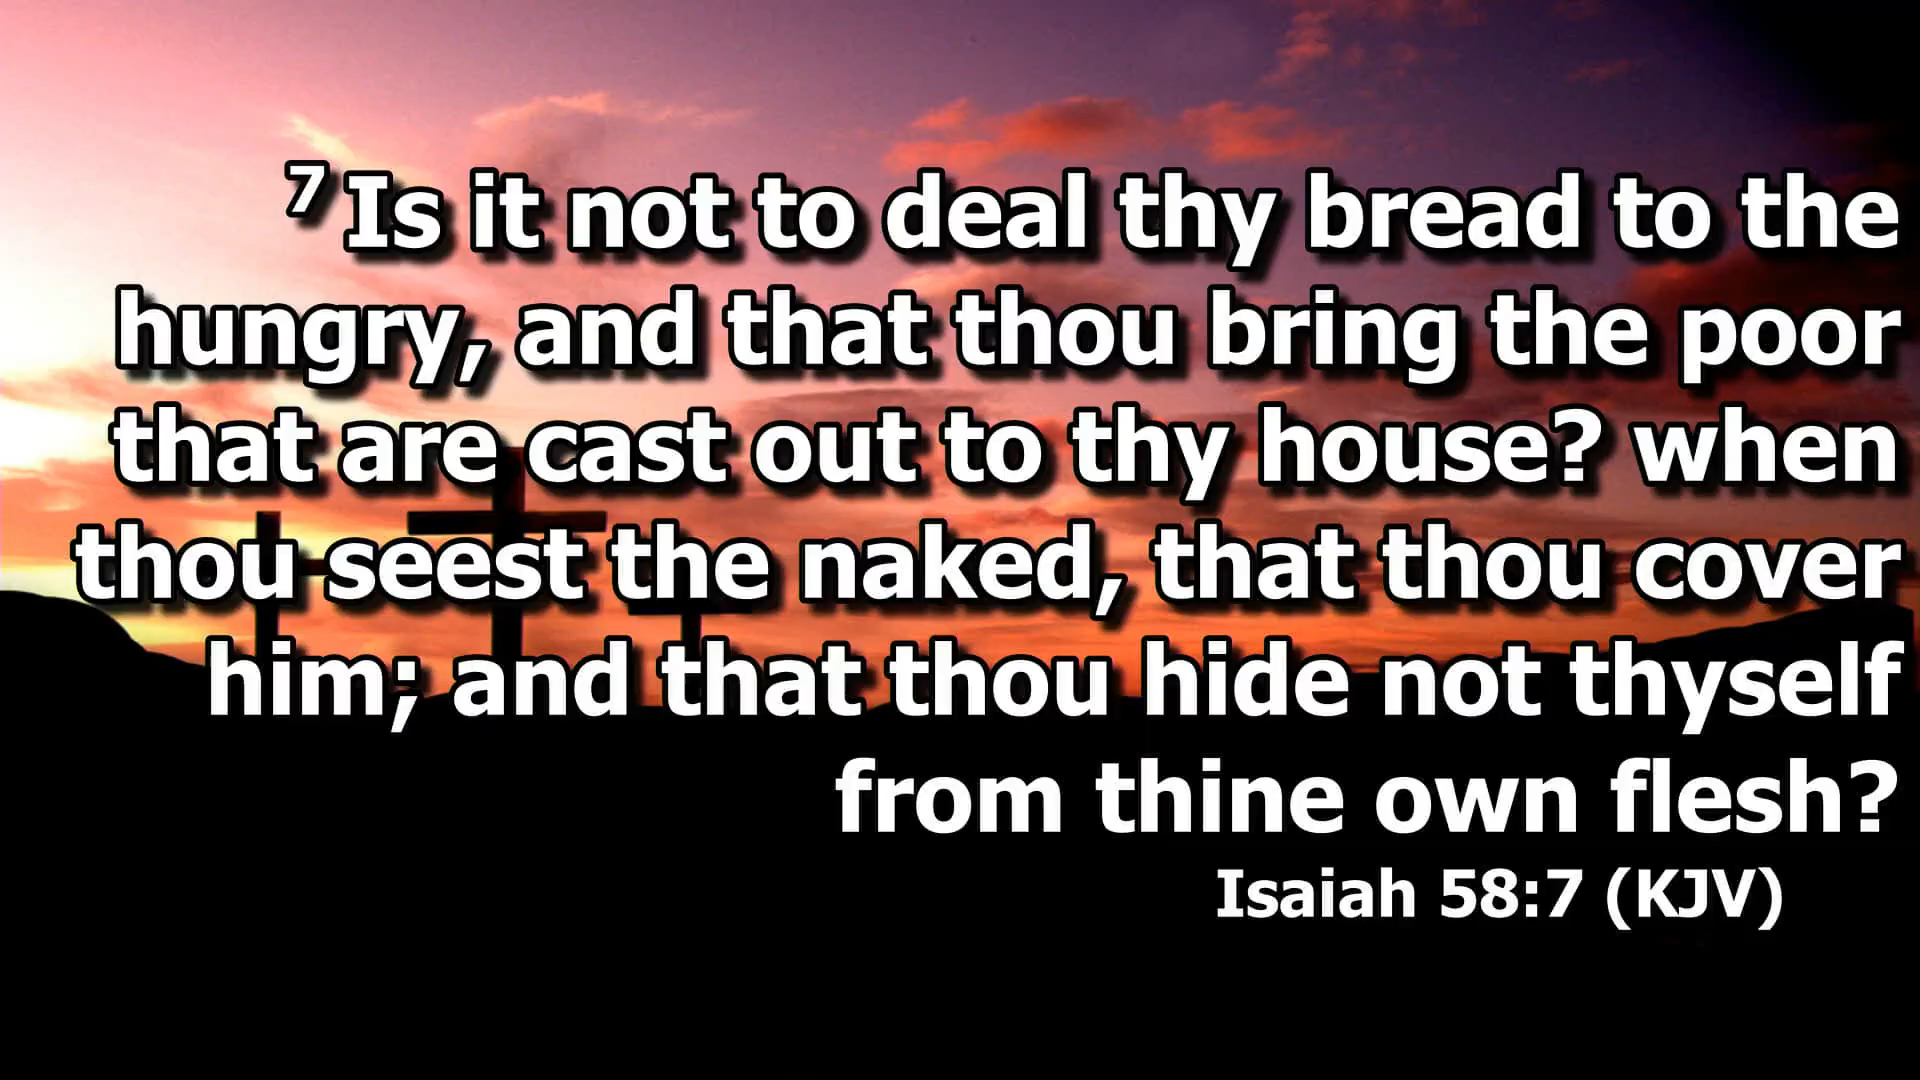 7 Is it not to deal thy bread to the
hungry, and that thou bring the poor
that are cast out to thy house? when
thou seest the naked, that thou cover
him; and that thou hide not thyself
from thine own flesh?
Isaiah 58:7 (KJV)